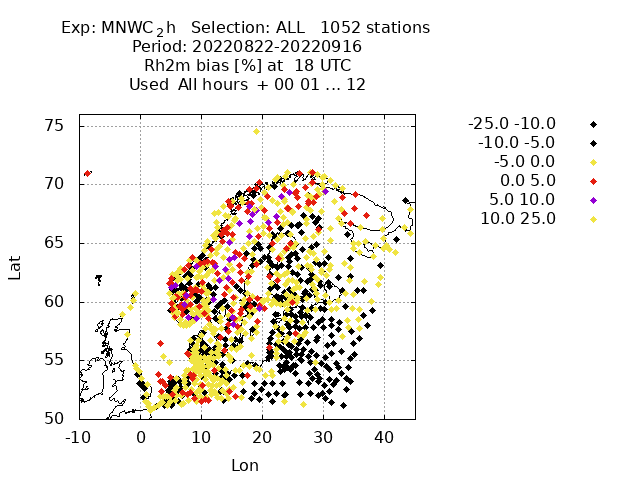 Exp: MNWC2h   Selection: ALL   1052 stations
Period: 20220822-20220916
Rh2m bias [%] at  18 UTC
Used  All hours  + 00 01 ... 12
-25.0 -10.0
-10.0 -5.0
-5.0 0.0
0.0 5.0
5.0 10.0
10.0 25.0
75
70
65
60
55
50
Lat
-10 0 10 20 30 40
Lon